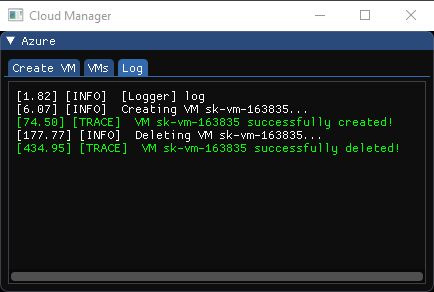 Cloud Manager
Azure
Create VM VMs Log
[1.82] [INFO] [Logger] log
[6.07] [INFO] Creating VM sk-vm-163835...
[74.50] [TRACE] VM sk-vm-163835 successfully created!
[177.77] [INFO] Deleting VM sk-vm-163835...
[434.95] [TRACE] VM sk-vm-163835 successfully deleted!